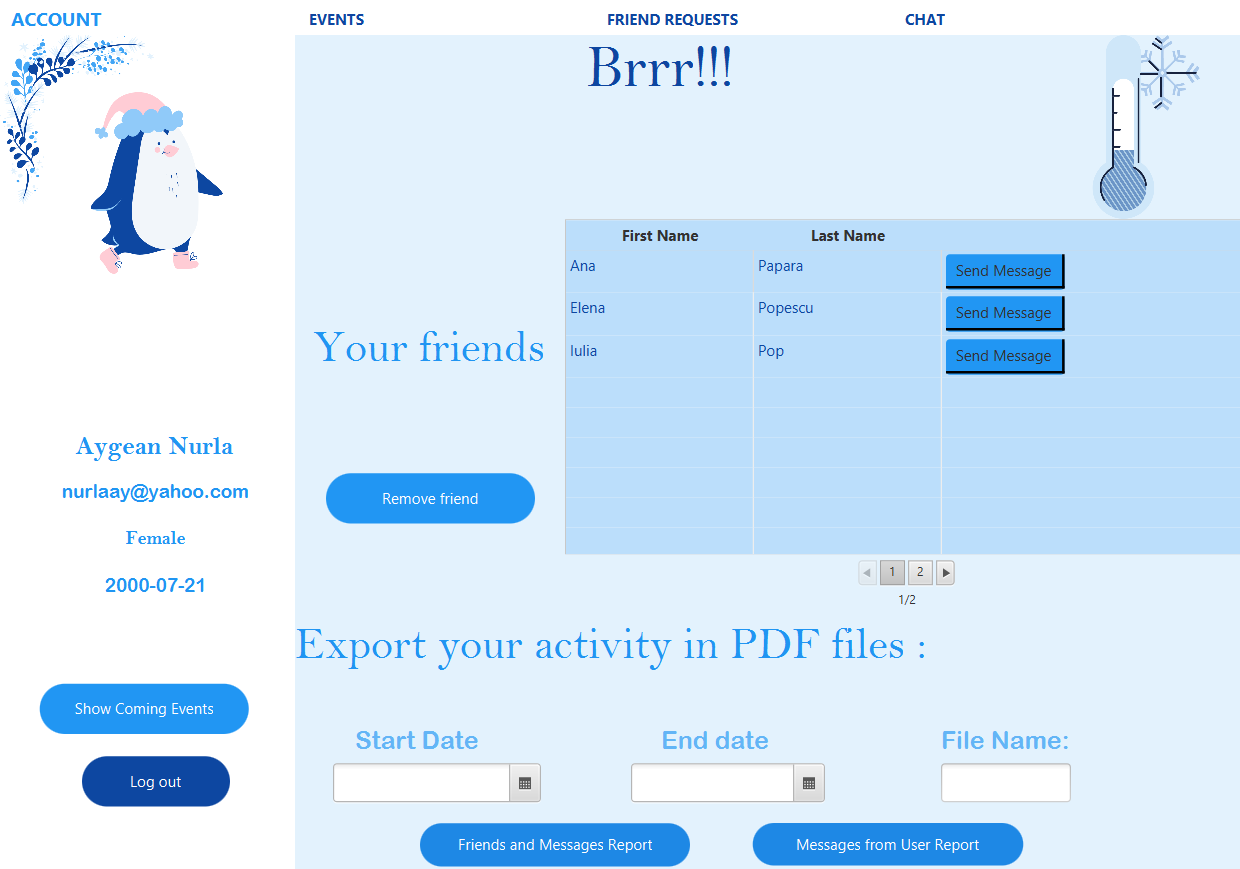 ACCOUNT
EVENTS
FRIEND REQUESTS
CHAT
Brrr!!!
Aygean Nurla
nurlaay@yahoo.com
Female
2000-07-21
Show Coming Events
Log out
Your friends
Remove friend
First Name Last Name
Ana Papara Send Message
Elena Popescu Send Message
Iulia Pop Send Message
1 2
1/2
Export your activity in PDF files :
Start Date End date File Name:
Friends and Messages Report Messages from User Report